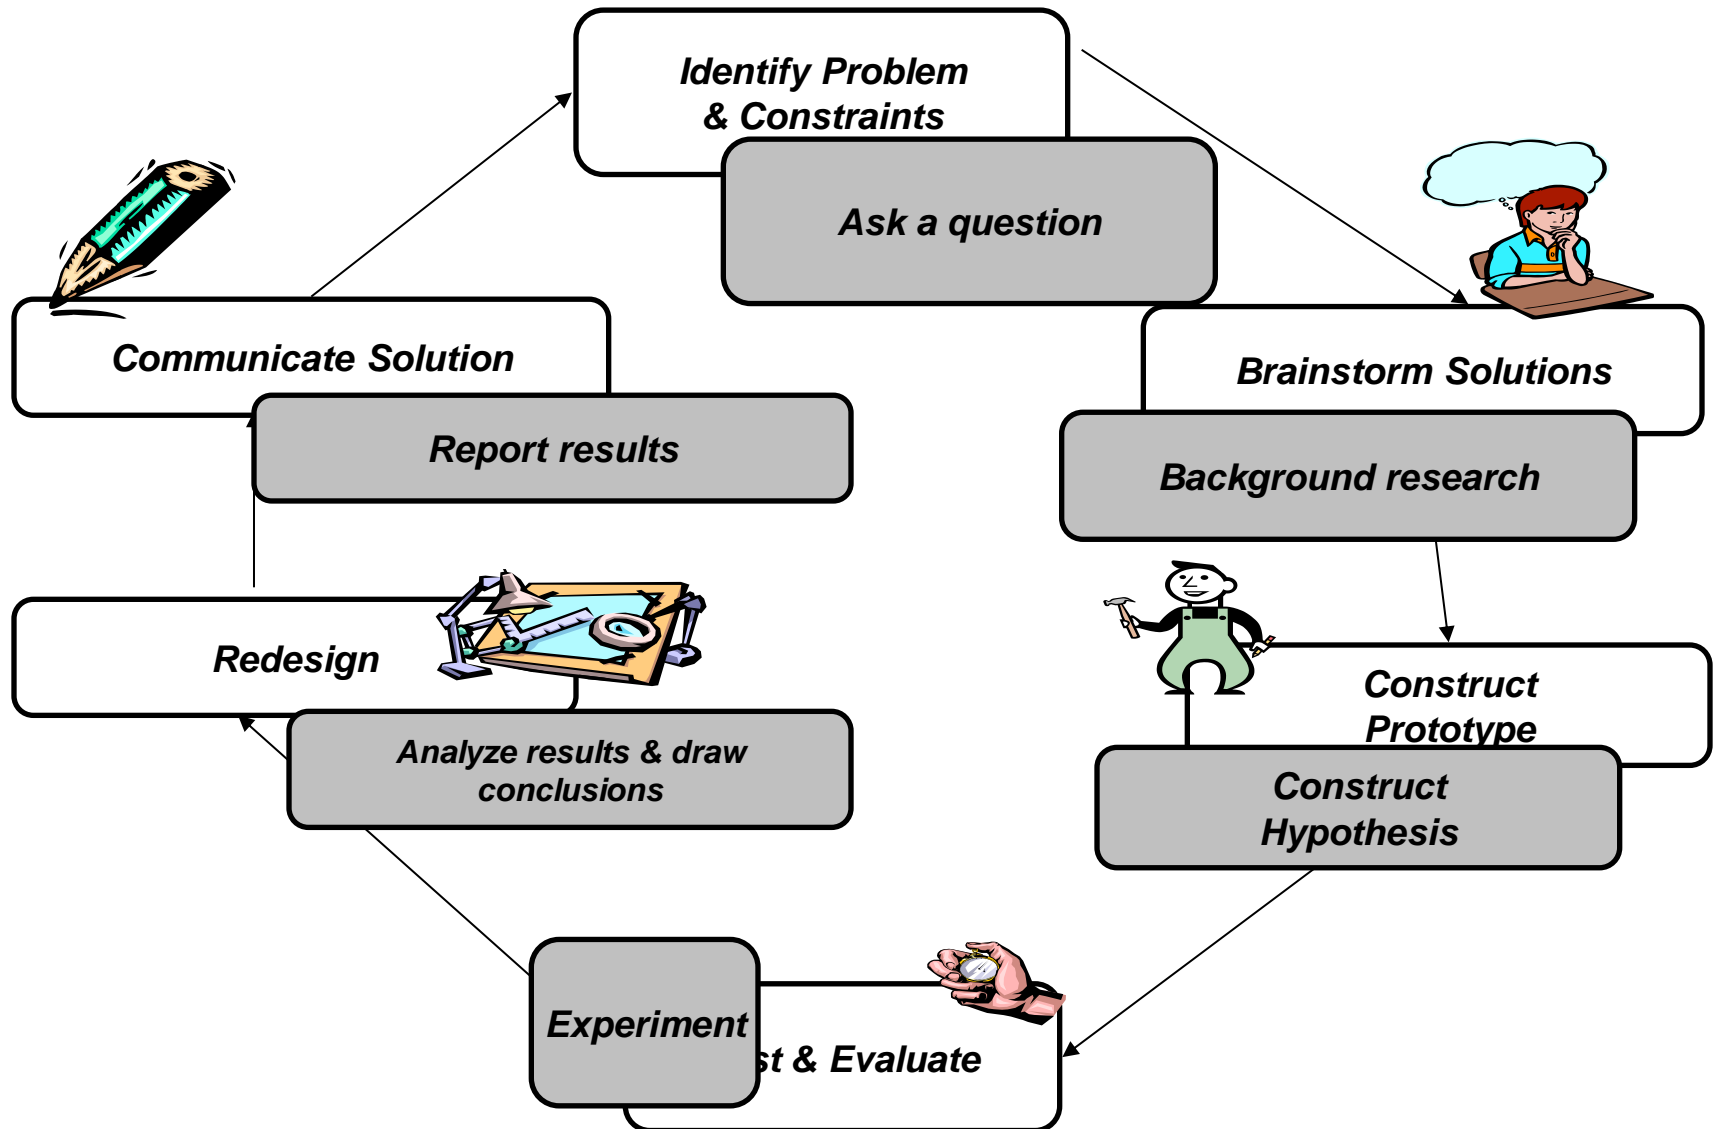 Identify Problem
& Constraints
Ask a question
Communicate Solution
Brainstorm Solutions
Report results
Background research
Redesign
Construct
Prototype
Analyze results & draw
conclusions
Construct
Hypothesis
Experiment
st & Evaluate